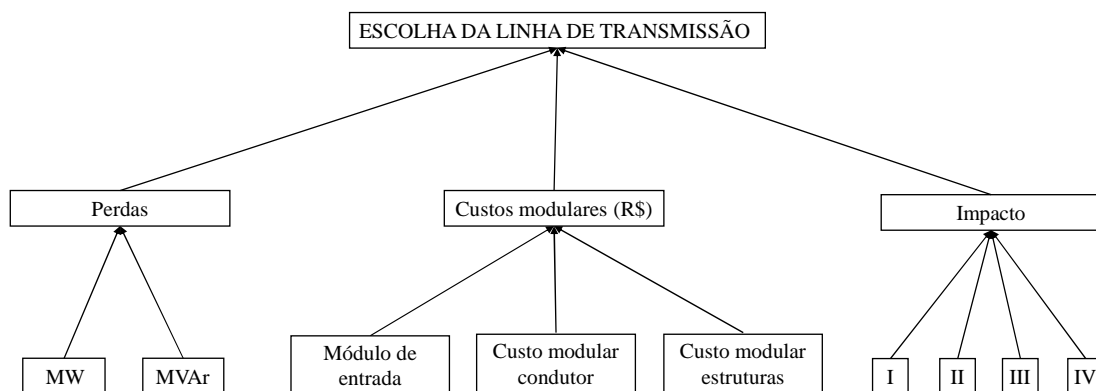 ESCOLHA DA LINHA DE TRANSMISSÃO
Perdas
Custos modulares (R$)
Impacto
MW
MVAr
Módulo de
entrada
Custo modular
condutor
Custo modular
estruturas
I
II
III
IV